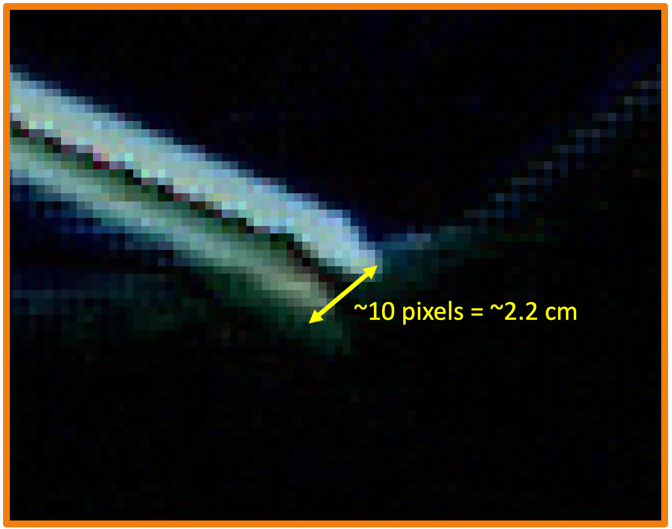 ~10 pixels = ~2.2 cm